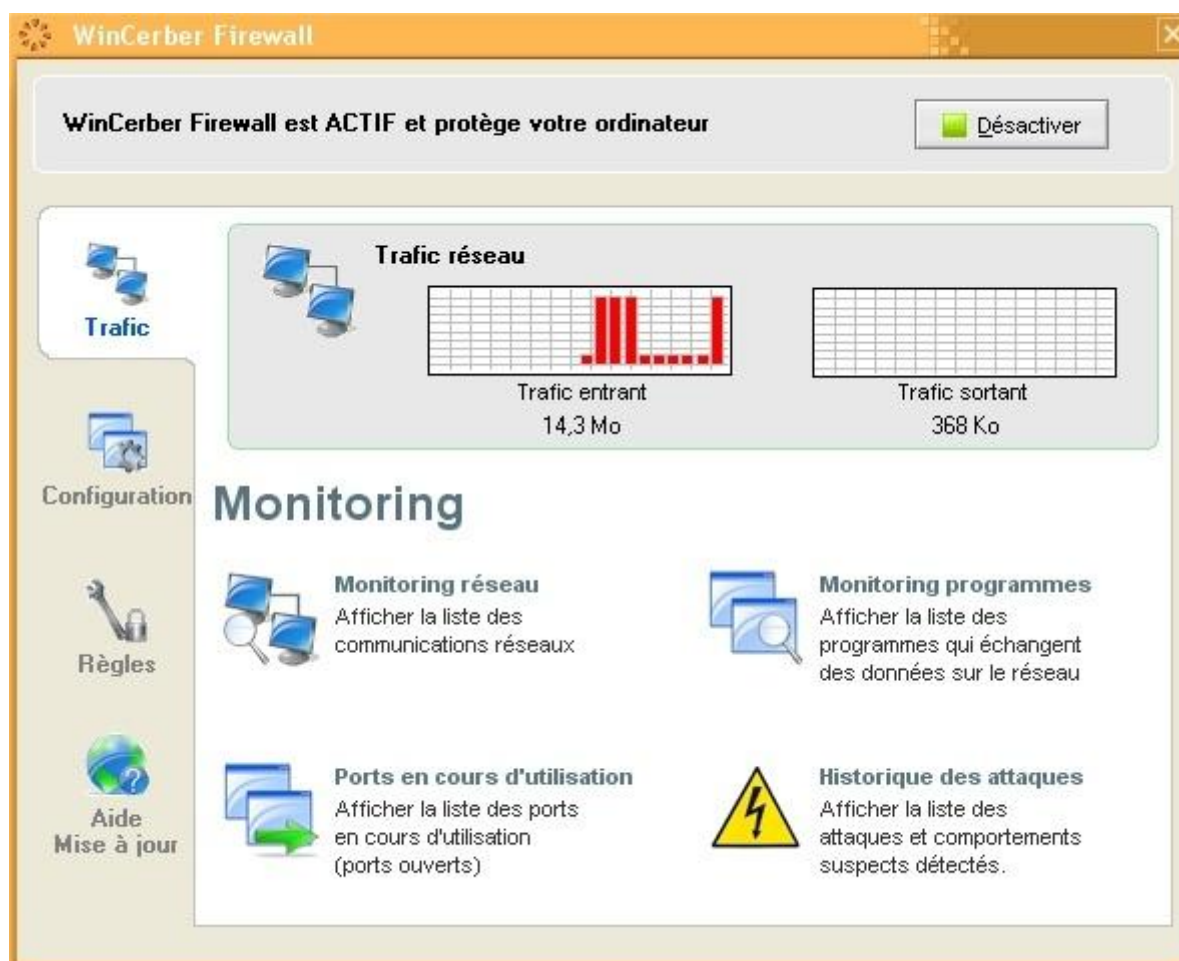 WinCerber Firewall
WinCerber Firewall est ACTIF et protège votre ordinateur
Désactiver
Trafic
Trafic réseau
Trafic entrant
14,3 Mo
Trafic sortant
368 Ko
Configuration
Règles
Aide
Mise à jour
Monitoring
Monitoring réseau
Afficher la liste des
communications réseaux
Monitoring programmes
Afficher la liste des
programmes qui échangent
des données sur le réseau
Ports en cours d'utilisation
Afficher la liste des ports
en cours d'utilisation
(ports ouverts)
Historique des attaques
Afficher la liste des
attaques et comportements
suspects détectés.